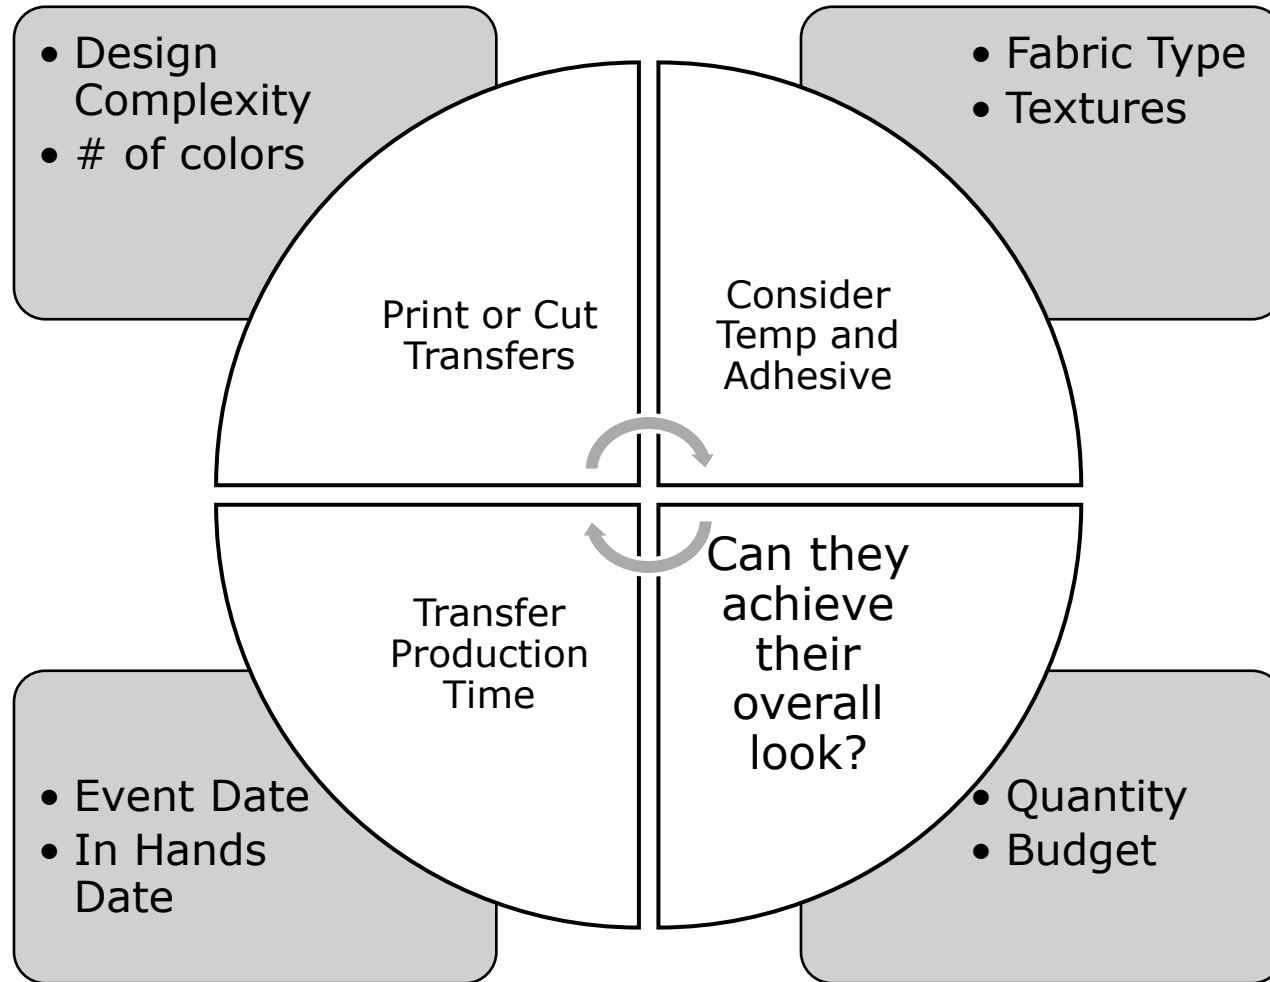 • Design
Complexity
• # of colors
• Fabric Type
• Textures
Print or Cut
Transfers
Consider
Temp and
Adhesive
Transfer
Production
Time
Can they
achieve
their
overall
look?
• Event Date
• In Hands
Date
• Quantity
• Budget